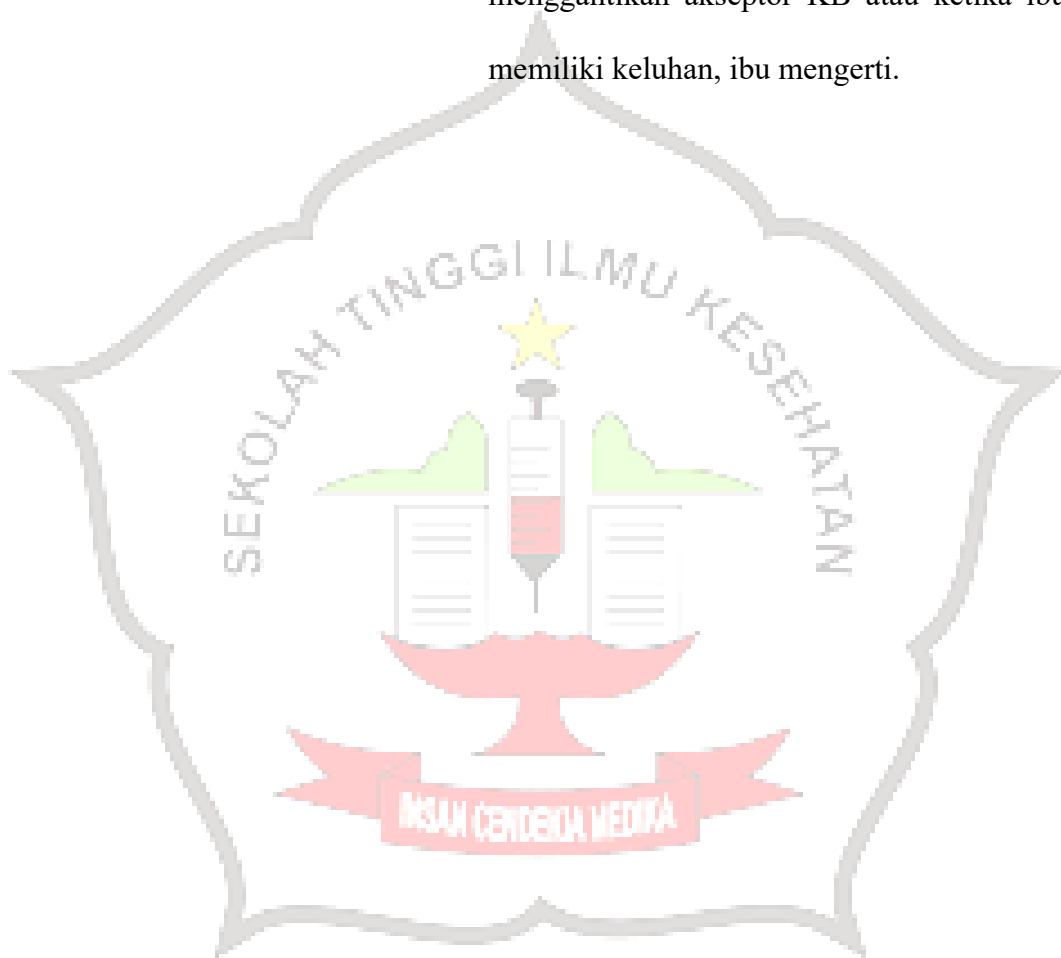 menggantikan akseptor KB atau ketika ibu
memiliki keluhan, ibu mengerti.
SEKOLAH TINGGI ILMU KESEHATAN
INSAN CENDEKIA MEDIKA